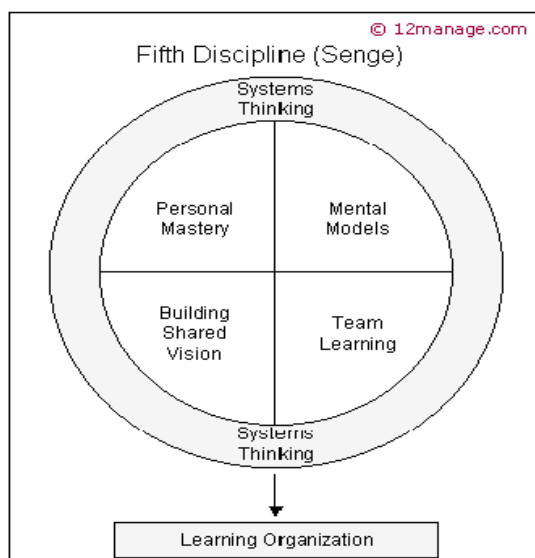 © 12manage.com
Fifth Discipline (Senge)
Systems
Thinking
Personal
Mastery
Mental
Models
Building
Shared
Vision
Team
Learning
Systems
Thinking
Learning Organization